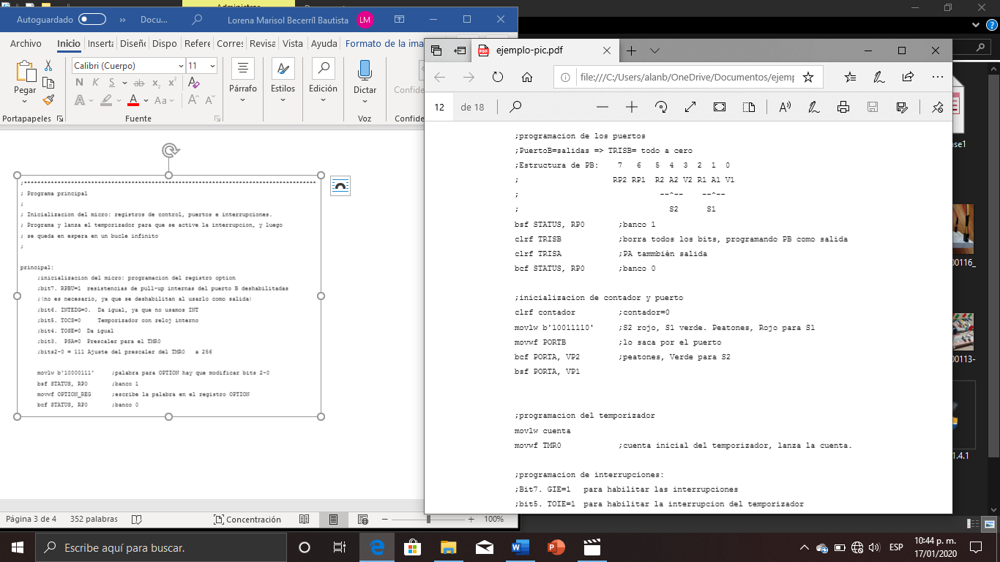 Administrar
Autoguardado
Docu...
Lorena Marisol Becerríl Bautista
LM
Archivo
Inicio
Inserta
Diseñ
Dispo
Refere
Corres
Revisa
Vista
Ayuda
Formato de la ima
Pegar
Calibri (Cuerpo)
11
N K S ab x₂ x²
A A Aa A A
Párrafo
Estilos
Edición
Dictar
Confide
Portapapeles
Fuente
Voz
Confide
;*****************************************************************************************
; Programa principal
;
; Inicializacion del micro: registros de control, puertos e interrupciones.
; Programa y lanza el temporizador para que se active la interrupcion, y luego
; se queda en espera en un bucle infinito
;
principal:
;inicializacion del micro: programacion del registro option
;bit7. RPBU=1 resistencias de pull-up internas del puerto B deshabilitadas
;(no es necesario, ya que se deshabilitan al usarlo como salida)
;bit6. INTEDG=0. Da igual, ya que no usamos INT
;bit5. TOCS=0 Temporizador con reloj interno
;bit4. TOSE=0 Da igual
;bit3. PSA=0 Prescaler para el TMR0
;bits2-0 = 111 Ajuste del prescaler del TMR0 a 256
movlw b'10000111' ;palabra para OPTION hay que modificar bits 2-0
bsf STATUS, RP0 ;banco 1
movwf OPTION_REG ;escribe la palabra en el registro OPTION
bcf STATUS, RP0 ;banco 0
Página 3 de 4
352 palabras
Concentración
100%
PDF
ejemplo-pic.pdf
file:///C:/Users/alanb/OneDrive/Documentos/ejemp
12
de 18
;programacion de los puertos
;PuertoB=salidas => TRISB= todo a cero
;Estructura de PB: 7 6 5 4 3 2 1 0
; RP2 RP1 R2 A2 V2 R1 A1 V1
; --^-- --^--
; S2 S1
bsf STATUS, RP0 ;banco 1
clrf TRISB ;borra todos los bits, programando PB como salida
clrf TRISA ;PA tammbién salida
bcf STATUS, RP0 ;banco 0
;inicializacion de contador y puerto
clrf contador ;contador=0
movlw b'10011110' ;S2 rojo, S1 verde. Peatones, Rojo para S1
movwf PORTB ;lo saca por el puerto
bcf PORTA, VP2 ;peatones, Verde para S2
bsf PORTA, VP1
;programacion del temporizador
movlw cuenta
movwf TMR0 ;cuenta inicial del temporizador, lanza la cuenta.
;programacion de interrupciones:
;Bit7. GIE=1 para habilitar las interrupciones
;bit5. TOIE=1 para habilitar la interrupcion del temporizador
ase1
00116_
00113-
1.4.1
Escribe aquí para buscar.
ESP
10:44 p. m.
17/01/2020